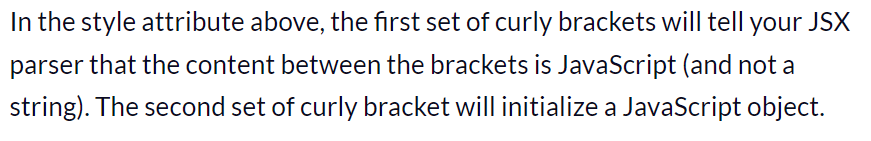 In the style attribute above, the first set of curly brackets will tell your JSX
parser that the content between the brackets is JavaScript (and not a
string). The second set of curly bracket will initialize a JavaScript object.